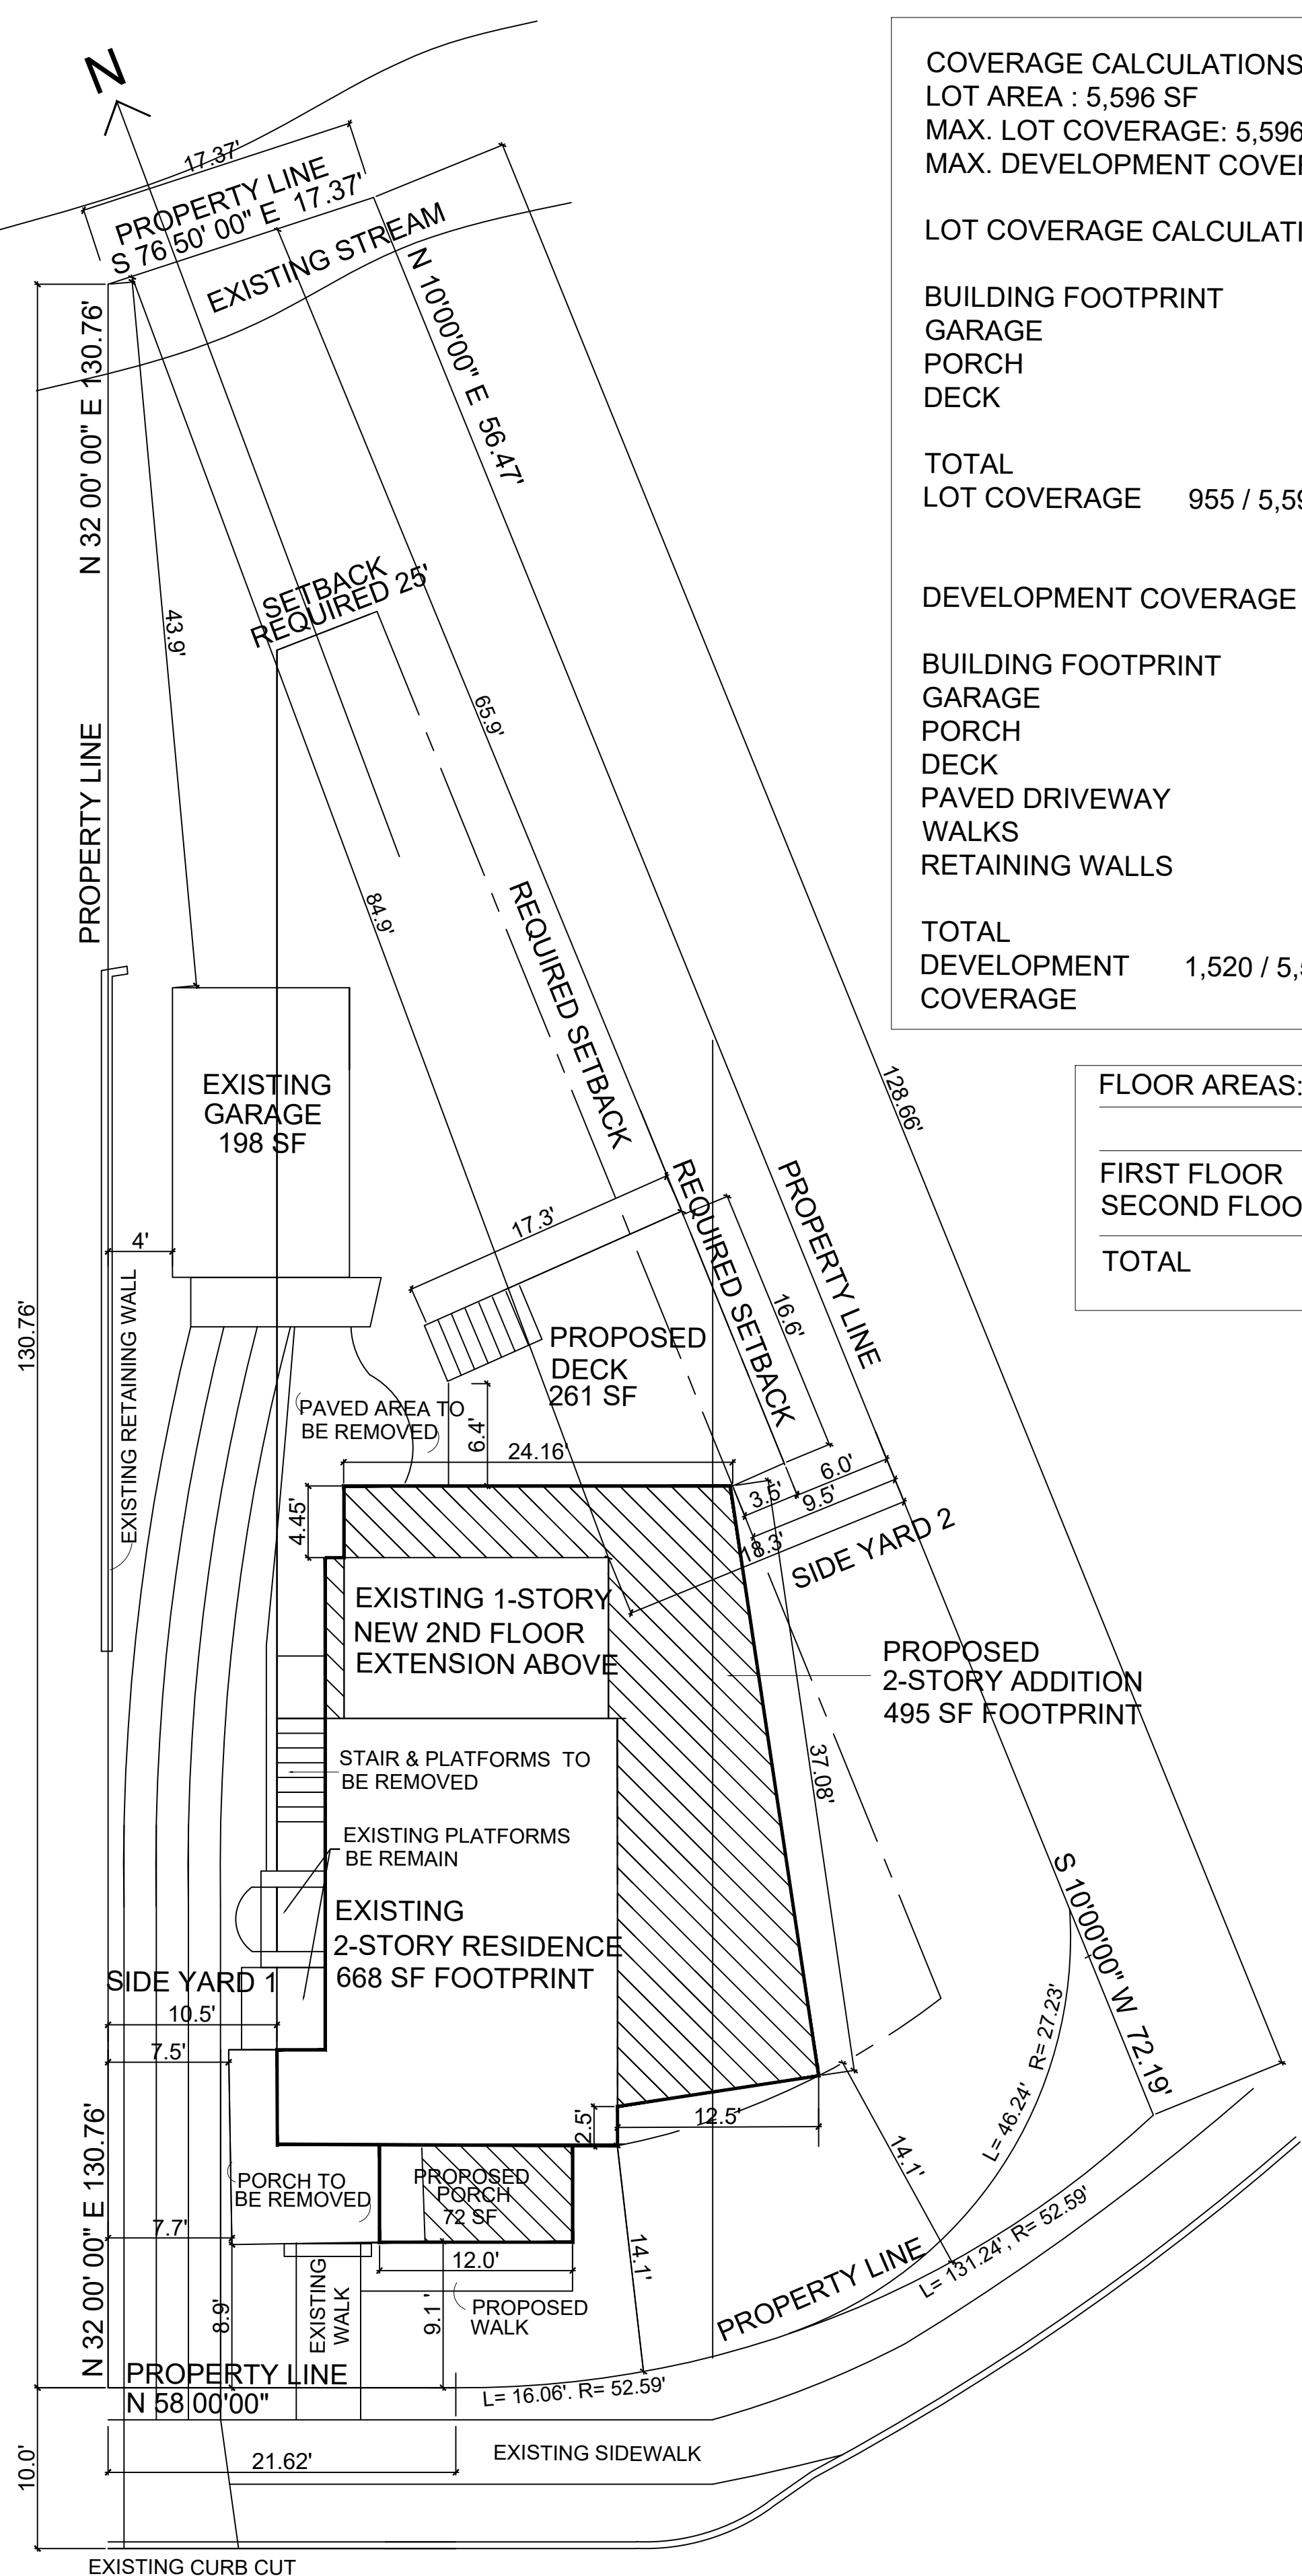 N
17.37'
PROPERTY LINE
S 76 50' 00" E 17.37'
EXISTING STREAM
N 10'00'00" E 56.47'
N 32 00' 00" E 130.76'
43.9'
SETBACK
REQUIRED 25'
65.9'
84.9'
PROPERTY LINE
REQUIRED SETBACK
128.66'
EXISTING
GARAGE
198 SF
4'
EXISTING RETAINING WALL
130.76'
17.3'
REQUIRED SETBACK
PROPERTY LINE
16.6'
PROPOSED
DECK
261 SF
PAVED AREA TO
BE REMOVED
6.4'
24.16'
4.45'
3.5'
6.0'
9.5'
18.3'
SIDE YARD 2
EXISTING 1-STORY
NEW 2ND FLOOR
EXTENSION ABOVE
PROPOSED
2-STORY ADDITION
495 SF FOOTPRINT
37.08'
STAIR & PLATFORMS TO
BE REMOVED
EXISTING PLATFORMS
BE REMAIN
EXISTING
2-STORY RESIDENCE
668 SF FOOTPRINT
SIDE YARD 1
10.5'
7.5'
S 10'00'00" W 72.19'
L= 46.24' R= 27.23'
2.5'
12.5'
14.1'
N 32 00' 00" E 130.76'
PORCH TO
BE REMOVED
PROPOSED
PORCH
72 SF
7.7'
12.0'
14.1'
8.9'
EXISTING
WALK
9.1 '
PROPOSED
WALK
PROPERTY LINE
L= 131.24', R= 52.59'
PROPERTY LINE
N 58 00'00"
L= 16.06'. R= 52.59'
21.62'
EXISTING SIDEWALK
10.0'
EXISTING CURB CUT
COVERAGE CALCULATIONS
LOT AREA : 5,596 SF
MAX. LOT COVERAGE: 5,596
MAX. DEVELOPMENT COVER
LOT COVERAGE CALCULATI
BUILDING FOOTPRINT
GARAGE
PORCH
DECK
TOTAL
LOT COVERAGE 955 / 5,59
DEVELOPMENT COVERAGE
BUILDING FOOTPRINT
GARAGE
PORCH
DECK
PAVED DRIVEWAY
WALKS
RETAINING WALLS
TOTAL
DEVELOPMENT 1,520 / 5,5
COVERAGE
FLOOR AREAS:
FIRST FLOOR
SECOND FLOO
TOTAL